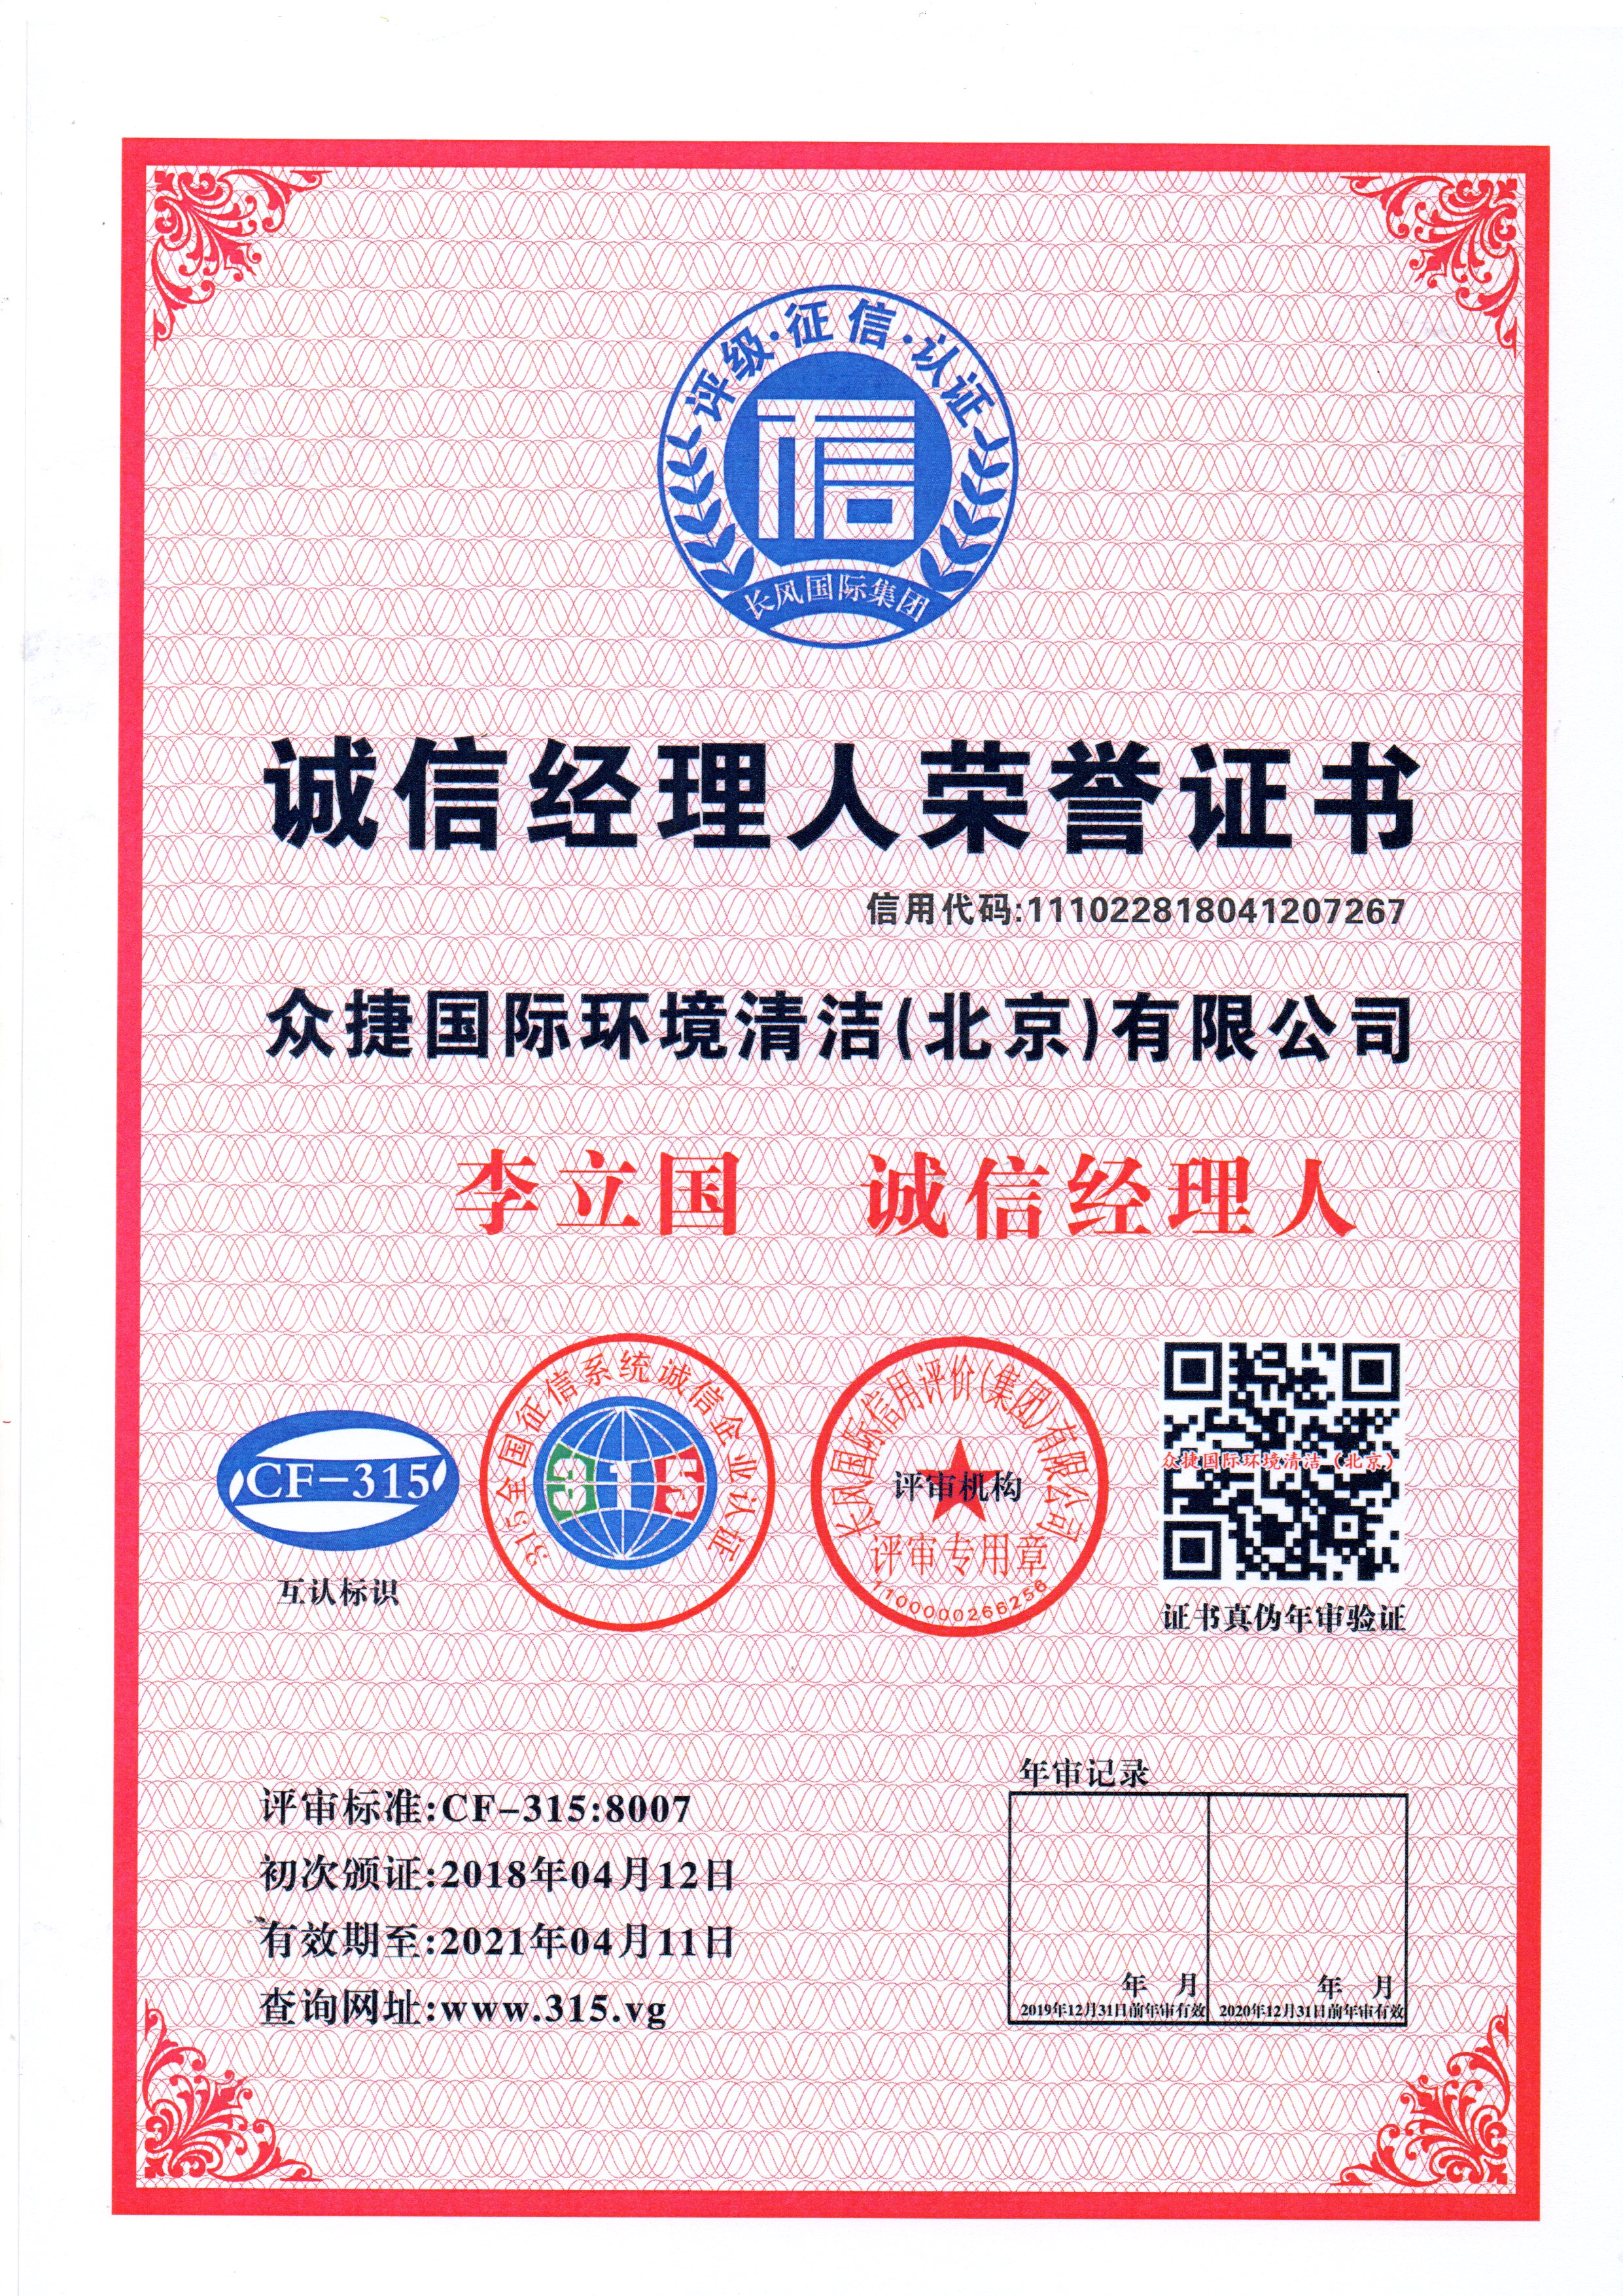 评级·征信·认证
信
长风国际集团
诚信经理人荣誉证书
信用代码:111022818041207267
众捷国际环境清洁(北京)有限公司
李立国 诚信经理人
CF-315
互认标识
315全国征信系统诚信企业认证
315
长风国际信用评价(集团)有限公司
评审机构
评审专用章
1100000266256
众捷国际环境清洁（北京）
证书真伪年审验证
评审标准:CF-315:8007
初次颁证:2018年04月12日
有效期至:2021年04月11日
查询网址:www.315.vg
年审记录
年 月
2019年12月31日前年审有效
年 月
2020年12月31日前年审有效